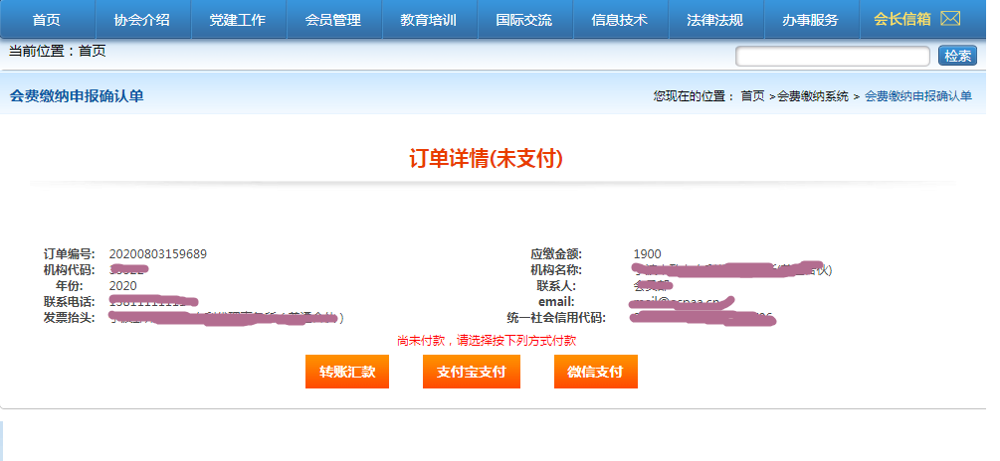 首页 协会介绍 党建工作 会员管理 教育培训 国际交流 信息技术 法律法规 办事服务 会长信箱
当前位置：首页
检索
会费缴纳申报确认单
您现在的位置： 首页 >会费缴纳系统 > 会费缴纳申报确认单
订单详情(未支付)
订单编号: 20200803159689 应缴金额: 1900
机构代码: 机构名称: 伙)
年份: 2020 联系人:
联系电话: email:
发票抬头: ) 统一社会信用代码:
尚未付款，请选择按下列方式付款
转账汇款 支付宝支付 微信支付